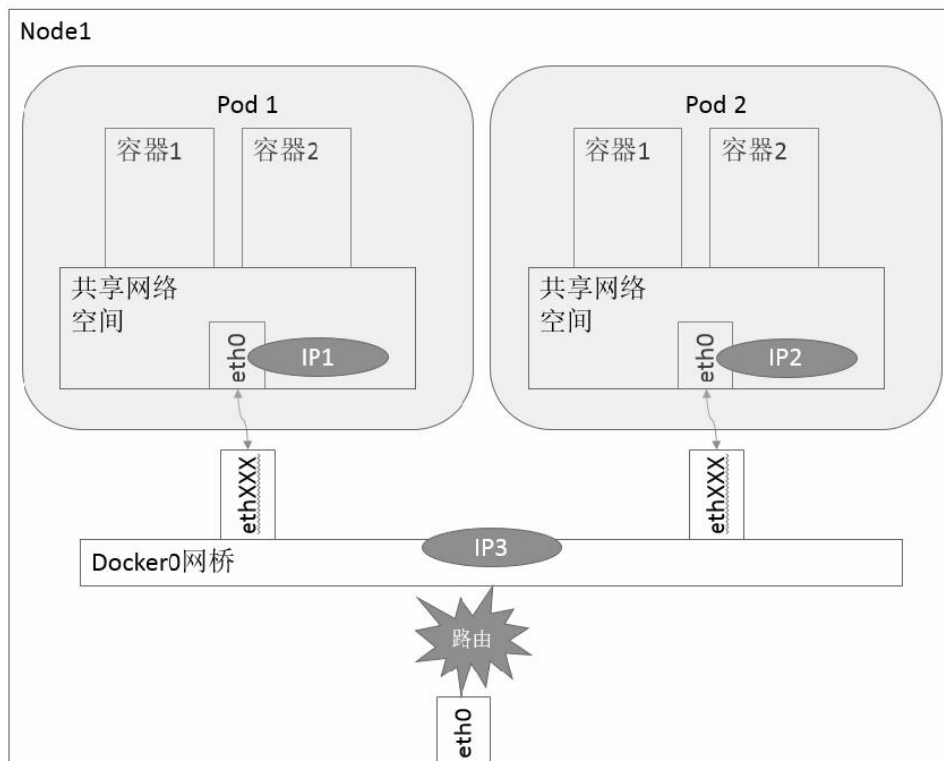 Node1
Pod 1
Pod 2
容器1
容器2
容器1
容器2
共享网络
空间
共享网络
空间
eth0
IP1
eth0
IP2
ethXXX
ethXXX
IP3
Docker0网桥
路由
eth0